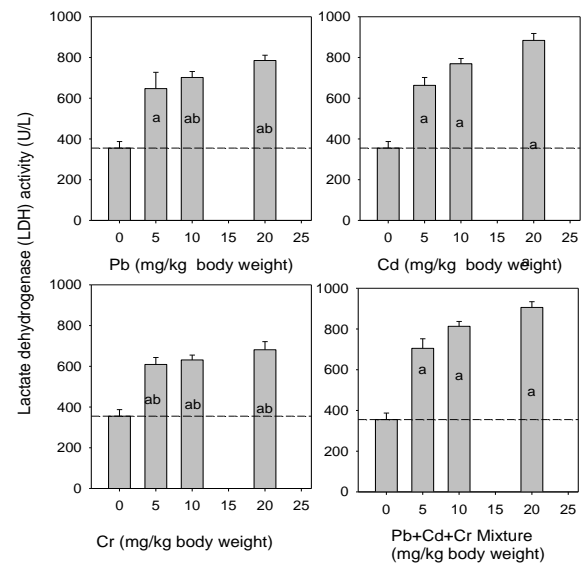 Lactate dehydrogenase (LDH) activity (U/L)
1000
800
600
400
200
0
a
ab
ab
0 5 10 15 20 25
Pb (mg/kg body weight)
1000
800
600
400
200
0
a
a
a
0 5 10 15 20 25
Cd (mg/kg body weight)
a
1000
800
600
400
200
0
ab
ab
ab
0 5 10 15 20 25
Cr (mg/kg body weight)
1000
800
600
400
200
0
a
a
a
0 5 10 15 20 25
Pb+Cd+Cr Mixture
(mg/kg body weight)